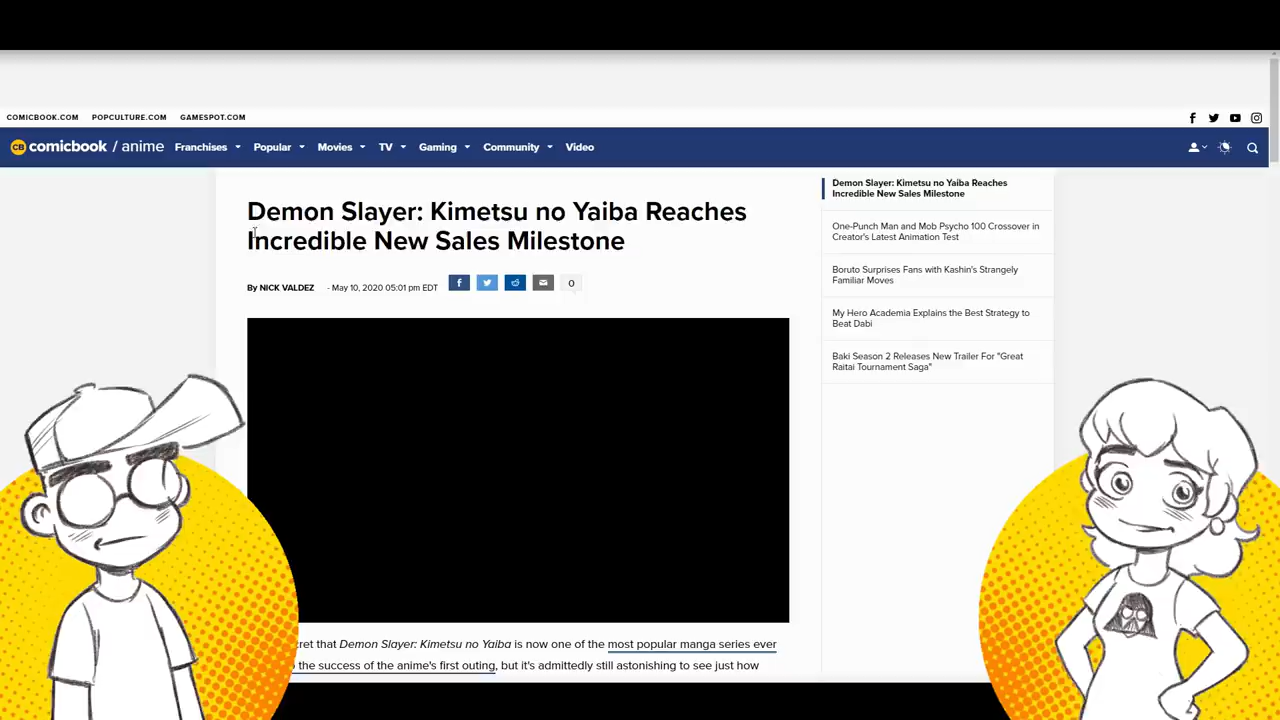 COMICBOOK.COM POPCULTURE.COM GAMESPOT.COM
CB comicbook / anime Franchises Popular Movies TV Gaming Community Video
Demon Slayer: Kimetsu no Yaiba Reaches
Incredible New Sales Milestone
By NICK VALDEZ - May 10, 2020 05:01 pm EDT 0
ret that Demon Slayer: Kimetsu no Yaiba is now one of the most popular manga series ever
the success of the anime's first outing, but it's admittedly still astonishing to see just how
Demon Slayer: Kimetsu no Yaiba Reaches
Incredible New Sales Milestone
One-Punch Man and Mob Psycho 100 Crossover in
Creator's Latest Animation Test
Boruto Surprises Fans with Kashin's Strangely
Familiar Moves
My Hero Academia Explains the Best Strategy to
Beat Dabi
Baki Season 2 Releases New Trailer For "Great
Raitai Tournament Saga"